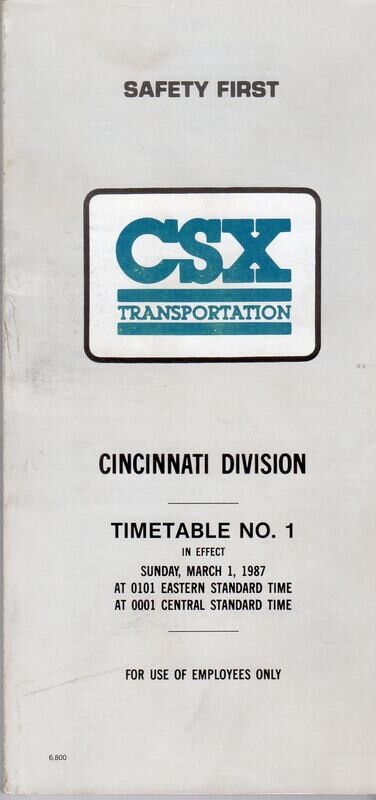 SAFETY FIRST
CSX
TRANSPORTATION
CINCINNATI DIVISION
TIMETABLE NO. 1
IN EFFECT
SUNDAY, MARCH 1, 1987
AT 0101 EASTERN STANDARD TIME
AT 0001 CENTRAL STANDARD TIME
FOR USE OF EMPLOYEES ONLY
6,800